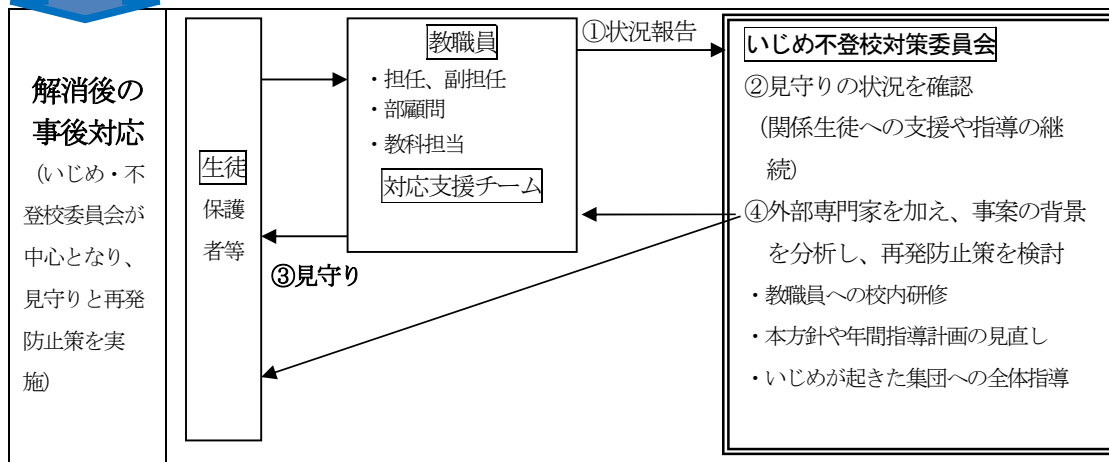 解消後の
事後対応
（いじめ・不
登校委員会が
中心となり、
見守りと再発
防止策を実
施)
生徒
保護
者等
教職員
・担任、副担任
・部顧問
・教科担当
対応支援チーム
①状況報告
③見守り
いじめ不登校対策委員会
②見守りの状況を確認
(関係生徒への支援や指導の継
続)
④外部専門家を加え、事案の背景
を分析し、再発防止策を検討
・教職員への校内研修
・本方針や年間指導計画の見直し
・いじめが起きた集団への全体指導